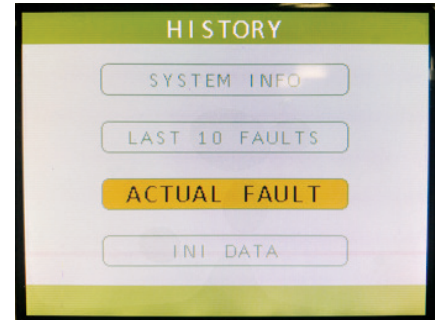 HISTORY
SYSTEM INFO
LAST 10 FAULTS
ACTUAL FAULT
INI DATA